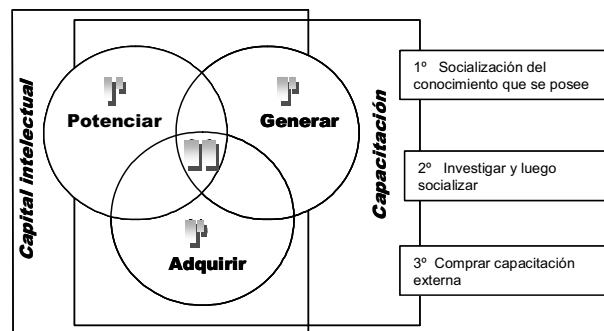 Capital intelectual
Potenciar
Generar
Adquirir
Capacitación
1º Socialización del
conocimiento que se posee
2º Investigar y luego
socializar
3º Comprar capacitación
externa